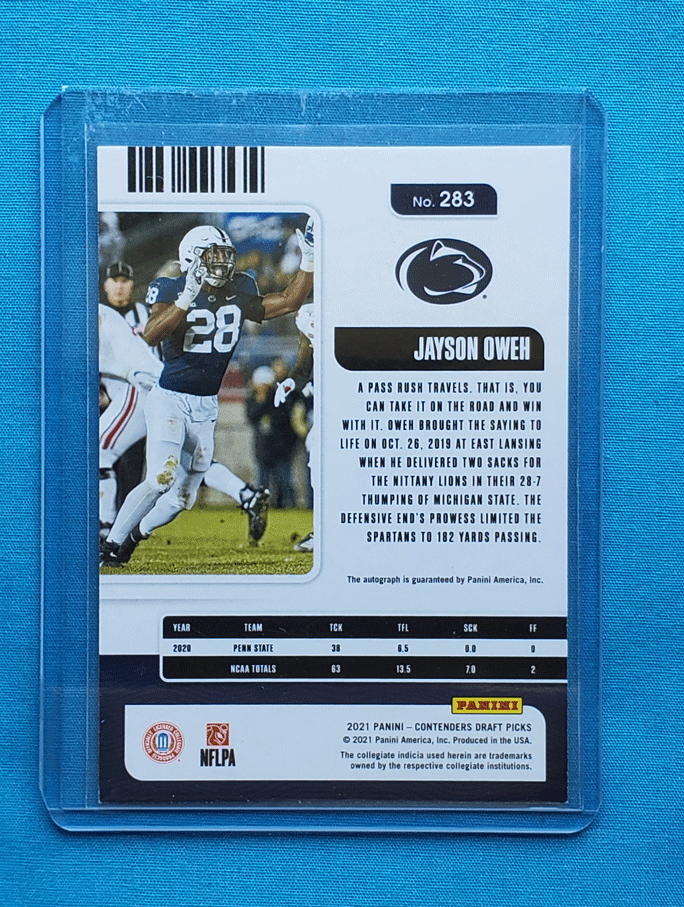 No. 283
28
28
JAYSON OWEH
A PASS RUSH TRAVELS. THAT IS, YOU
CAN TAKE IT ON THE ROAD AND WIN
WITH IT. OWEH BROUGHT THE SAYING TO
LIFE ON OCT. 26, 2019 AT EAST LANSING
WHEN HE DELIVERED TWO SACKS FOR
THE NITTANY LIONS IN THEIR 28-7
THUMPING OF MICHIGAN STATE. THE
DEFENSIVE END'S PROWESS LIMITED THE
SPARTANS TO 182 YARDS PASSING.
The autograph is guaranteed by Panini America, Inc.
YEAR TEAM TCK TFL SCK FF
2020 PENN STATE 38 6.5 0.0 0
NCAA TOTALS 63 13.5 7.0 2
PANINI
2021 PANINI – CONTENDERS DRAFT PICKS
© 2021 Panini America, Inc. Produced in the USA.
The collegiate indicia used herein are trademarks
owned by the respective collegiate institutions.
NFLPA